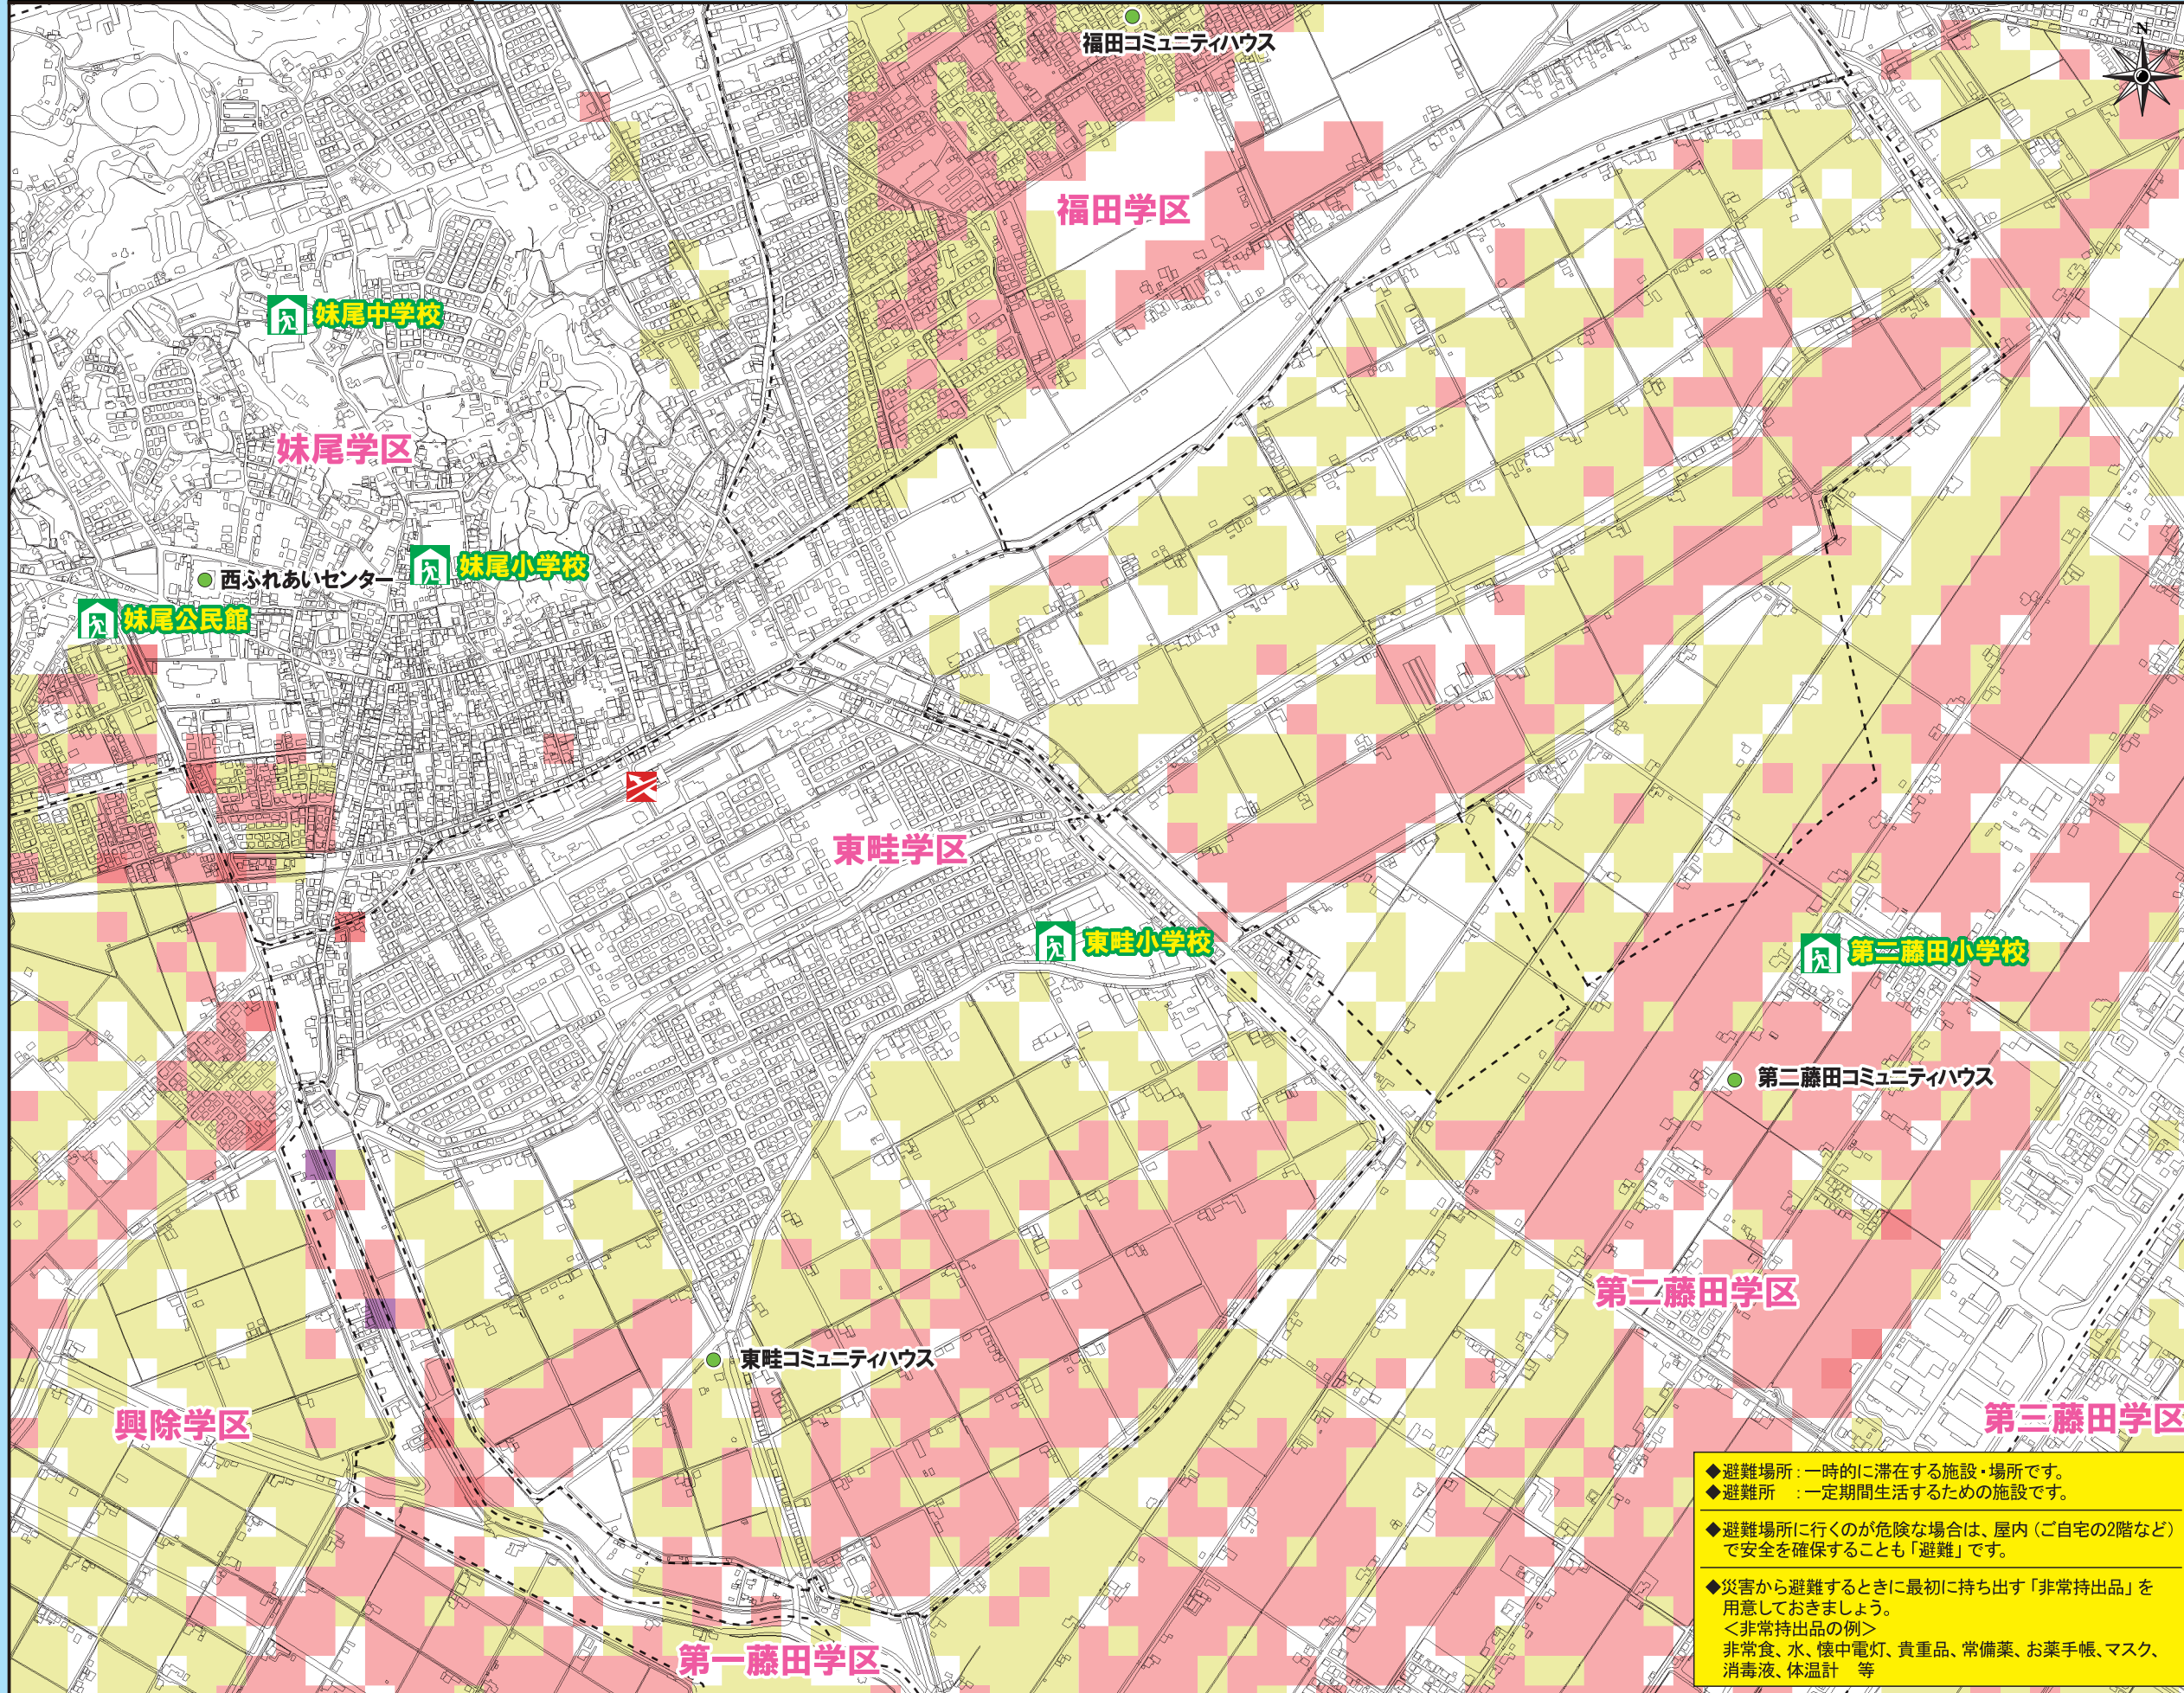 福田コミュニティハウス
N
福田学区
妹尾中学校
妹尾学区
妹尾小学校
西ふれあいセンター
妹尾公民館
東畦学区
東畦小学校
第二藤田小学校
第二藤田コミュニティハウス
第二藤田学区
東畦コミュニティハウス
興除学区
第三藤田学区
第一藤田学区
◆避難場所:一時的に滞在する施設・場所です。
◆避難所 :一定期間生活するための施設です。
◆避難場所に行くのが危険な場合は、屋内(ご自宅の2階など)
で安全を確保することも「避難」です。
◆災害から避難するときに最初に持ち出す「非常持出品」を
用意しておきましょう。
<非常持出品の例>
非常食、水、懐中電灯、貴重品、常備薬、お薬手帳、マスク、
消毒液、体温計 等